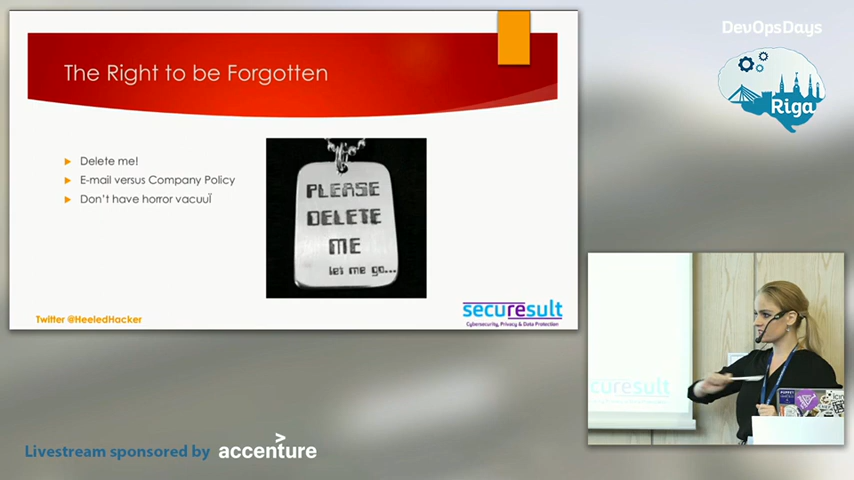 DevOpsDays
Riga
The Right to be Forgotten
Delete me!
E-mail versus Company Policy
Don't have horror vacuuÏ
PLEASE
DELETE
ME
let me go...
Twitter @HeeledHacker
securesult
Cybersecurity, Privacy & Data Protection
curesult
Livestream sponsored by accenture